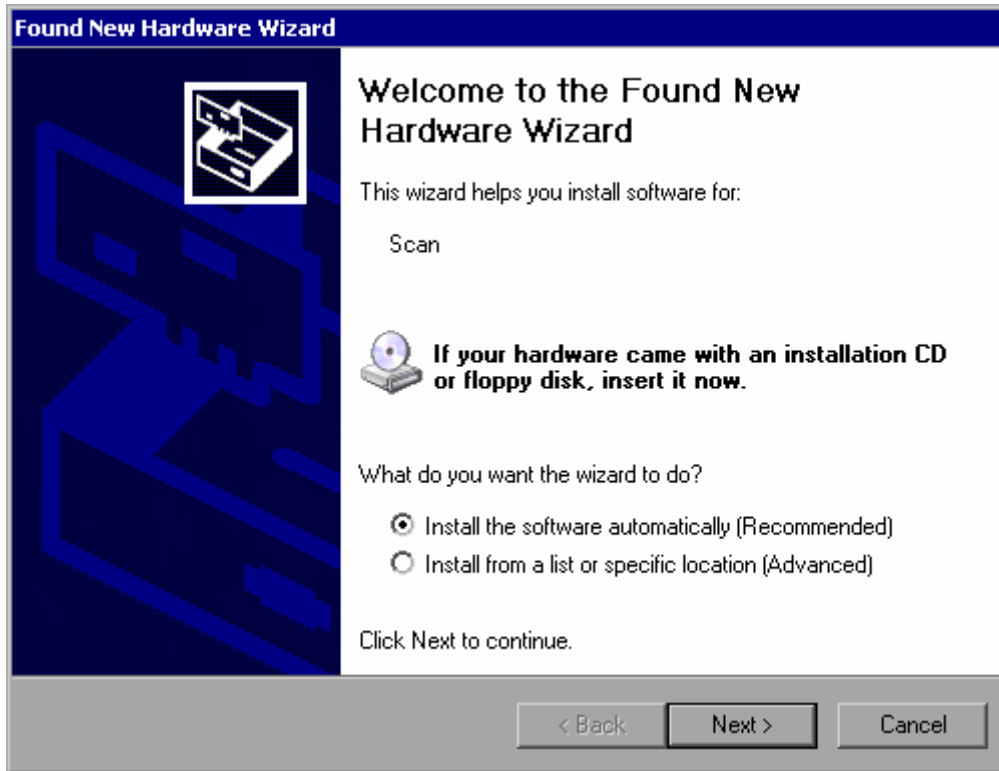 Found New Hardware Wizard
Welcome to the Found New
Hardware Wizard
This wizard helps you install software for:
Scan
If your hardware came with an installation CD
or floppy disk, insert it now.
What do you want the wizard to do?
Install the software automatically (Recommended)
Install from a list or specific location (Advanced)
Click Next to continue.
< Back
Next >
Cancel